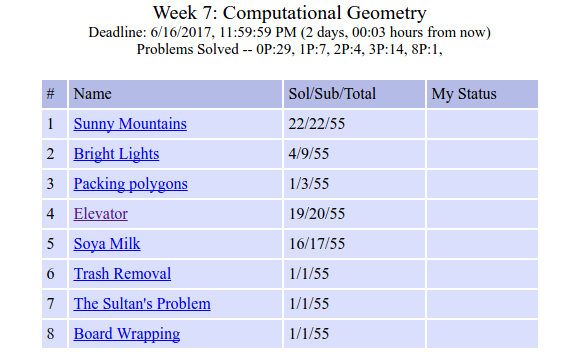 Week 7: Computational Geometry
Deadline: 6/16/2017, 11:59:59 PM (2 days, 00:03 hours from now)
Problems Solved -- 0P:29, 1P:7, 2P:4, 3P:14, 8P:1,
# Name Sol/Sub/Total My Status
1 Sunny Mountains 22/22/55
2 Bright Lights 4/9/55
3 Packing polygons 1/3/55
4 Elevator 19/20/55
5 Soya Milk 16/17/55
6 Trash Removal 1/1/55
7 The Sultan's Problem 1/1/55
8 Board Wrapping 1/1/55